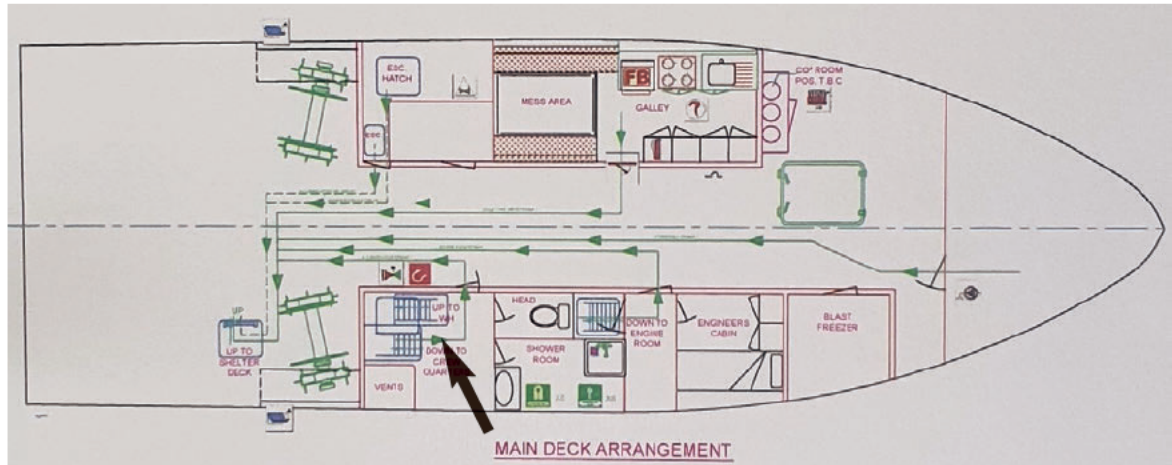 ESC.
HATCH
MESS AREA
FB
GALLEY
CO² ROOM
POS. T.B.C
ESC.
UP
UP TO
SHELTER
DECK
UP TO
WH
DOWN TO
CREW
QUARTERS
VENTS
HEAD
SHOWER
ROOM
DOWN TO
ENGINE
ROOM
ENGINEERS
CABIN
BLAST
FREEZER
MAIN DECK ARRANGEMENT